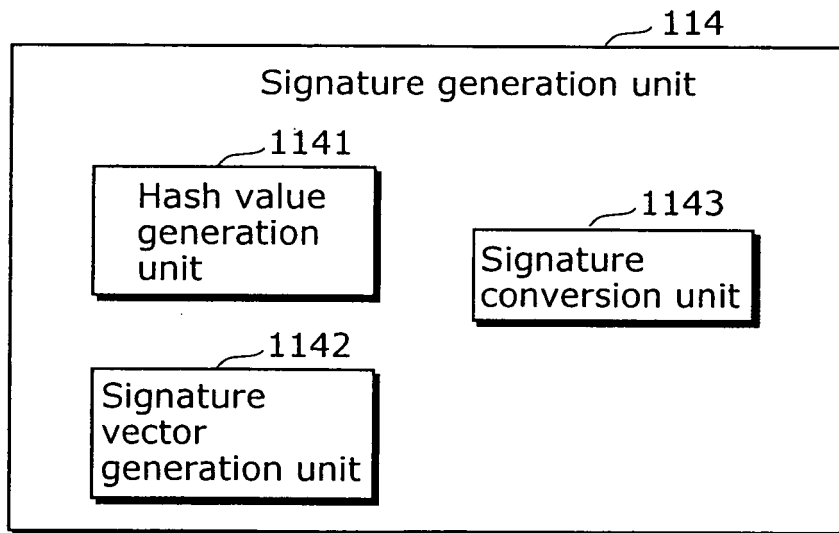 114
Signature generation unit
1141
Hash value
generation
unit
1143
Signature
conversion unit
1142
Signature
vector
generation unit